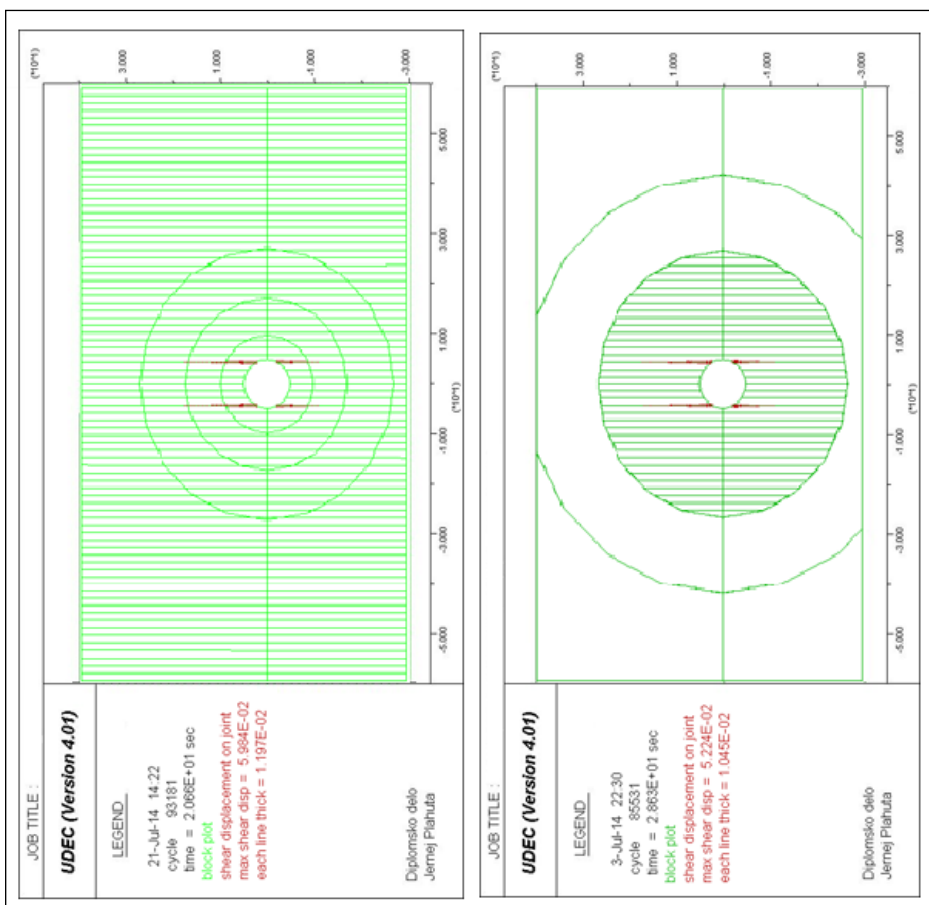 JOB TITLE :
UDEC (Version 4.01)
LEGEND
21-Jul-14 14:22
cycle 93181
time = 2.066E+01 sec
block plot
shear displacement on joint
max shear disp = 5.984E-02
each line thick = 1.197E-02
Diplomsko delo
Jernej Plahuta
(*10^1)
3.000
1.000
-1.000
-3.000
-5.000
-3.000
-1.000
1.000
3.000
5.000
(*10^1)
JOB TITLE :
UDEC (Version 4.01)
LEGEND
3-Jul-14 22:30
cycle 85531
time = 2.863E+01 sec
block plot
shear displacement on joint
max shear disp = 5.224E-02
each line thick = 1.045E-02
Diplomsko delo
Jernej Plahuta
(*10^1)
3.000
1.000
-1.000
-3.000
-5.000
-3.000
-1.000
1.000
3.000
5.000
(*10^1)